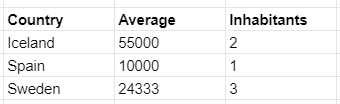 Country Average Inhabitants
Iceland 55000 2
Spain 10000 1
Sweden 24333 3